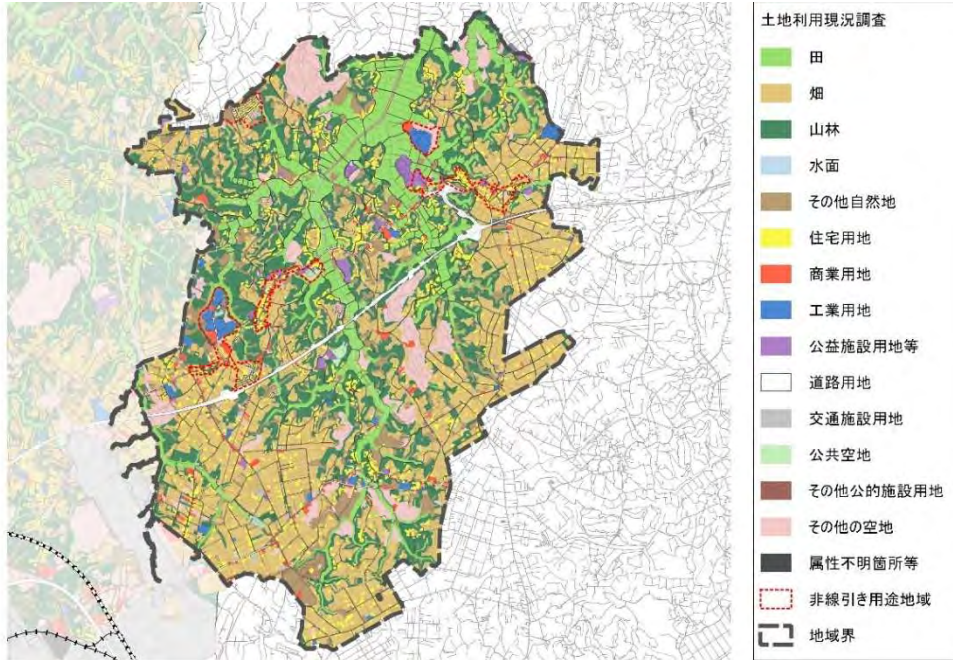 土地利用現況調査
田
畑
山林
水面
その他自然地
住宅用地
商業用地
工業用地
公益施設用地等
道路用地
交通施設用地
公共空地
その他公的施設用地
その他の空地
属性不明箇所等
非線引き用途地域
地域界